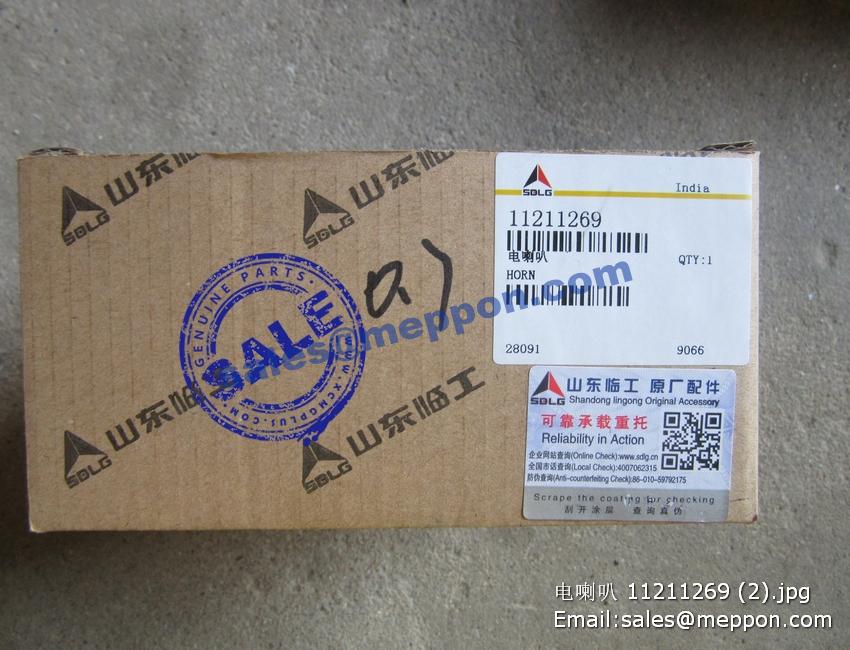 山东临工
SDLG
山东临工
SDLG
SDLG
India
11211269
电喇叭
QTY:1
HORN
28091
9066
GENUINE PARTS
SALE
WWW.XCMGPLUS.COM
sales@meppon.com
山东临工
SDLG
山东临工
SDLG
SDLG
山东临工 原厂配件
Shandong lingong Original Accessory
可靠承载重托
Reliability in Action
企业网站查询(Online Check):www.sdlg.cn
全国市话查询(Local Check):4007062315
防伪查询(Anti-counterfeiting Check):86-010-59792175
Scrape the coating for checking
刮开涂层 查询真伪
电喇叭 11211269 (2).jpg
Email:sales@meppon.com